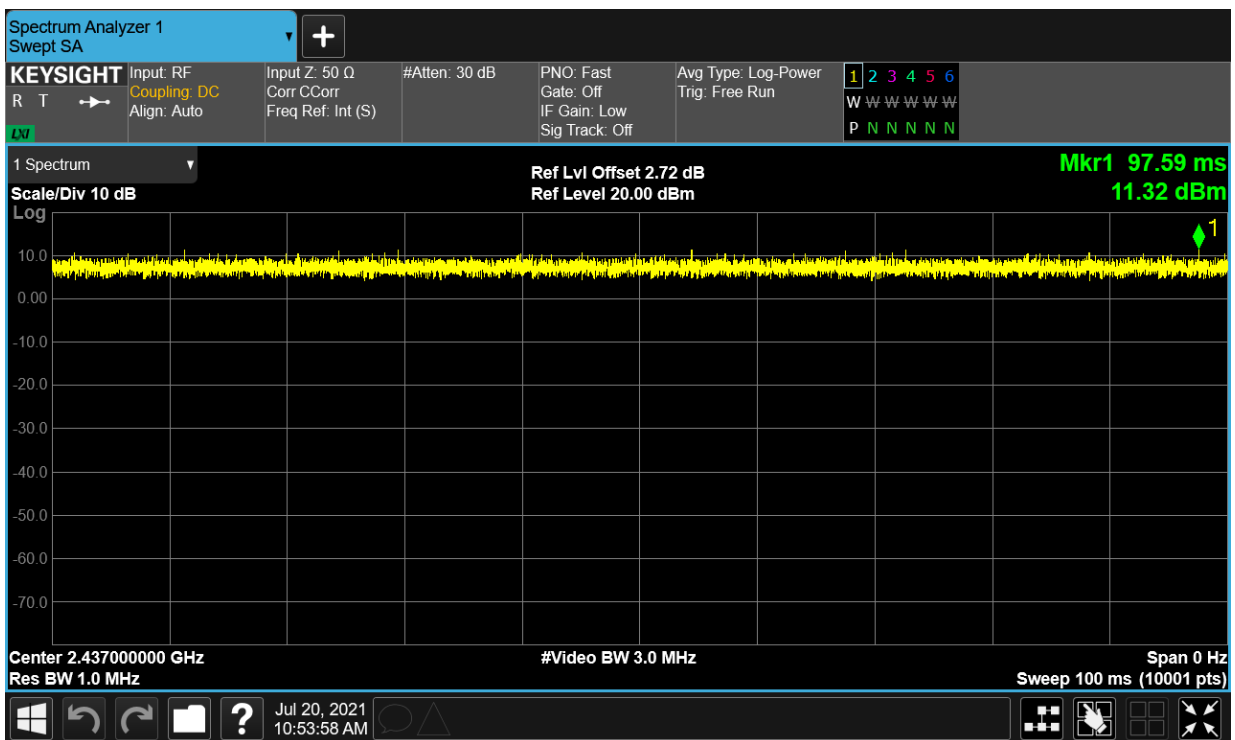 Spectrum Analyzer 1
Swept SA
KEYSIGHT
R T
LXI
Input: RF
Coupling: DC
Align: Auto
Input Z: 50 Ω
Corr CCorr
Freq Ref: Int (S)
#Atten: 30 dB
PNO: Fast
Gate: Off
IF Gain: Low
Sig Track: Off
Avg Type: Log-Power
Trig: Free Run
1 2 3 4 5 6
W W W W W W
P N N N N N
1 Spectrum
Scale/Div 10 dB
Log
Ref Lvl Offset 2.72 dB
Ref Level 20.00 dBm
Mkr1 97.59 ms
11.32 dBm
1
10.0
0.00
-10.0
-20.0
-30.0
-40.0
-50.0
-60.0
-70.0
Center 2.437000000 GHz
Res BW 1.0 MHz
#Video BW 3.0 MHz
Span 0 Hz
Sweep 100 ms (10001 pts)
?
Jul 20, 2021
10:53:58 AM